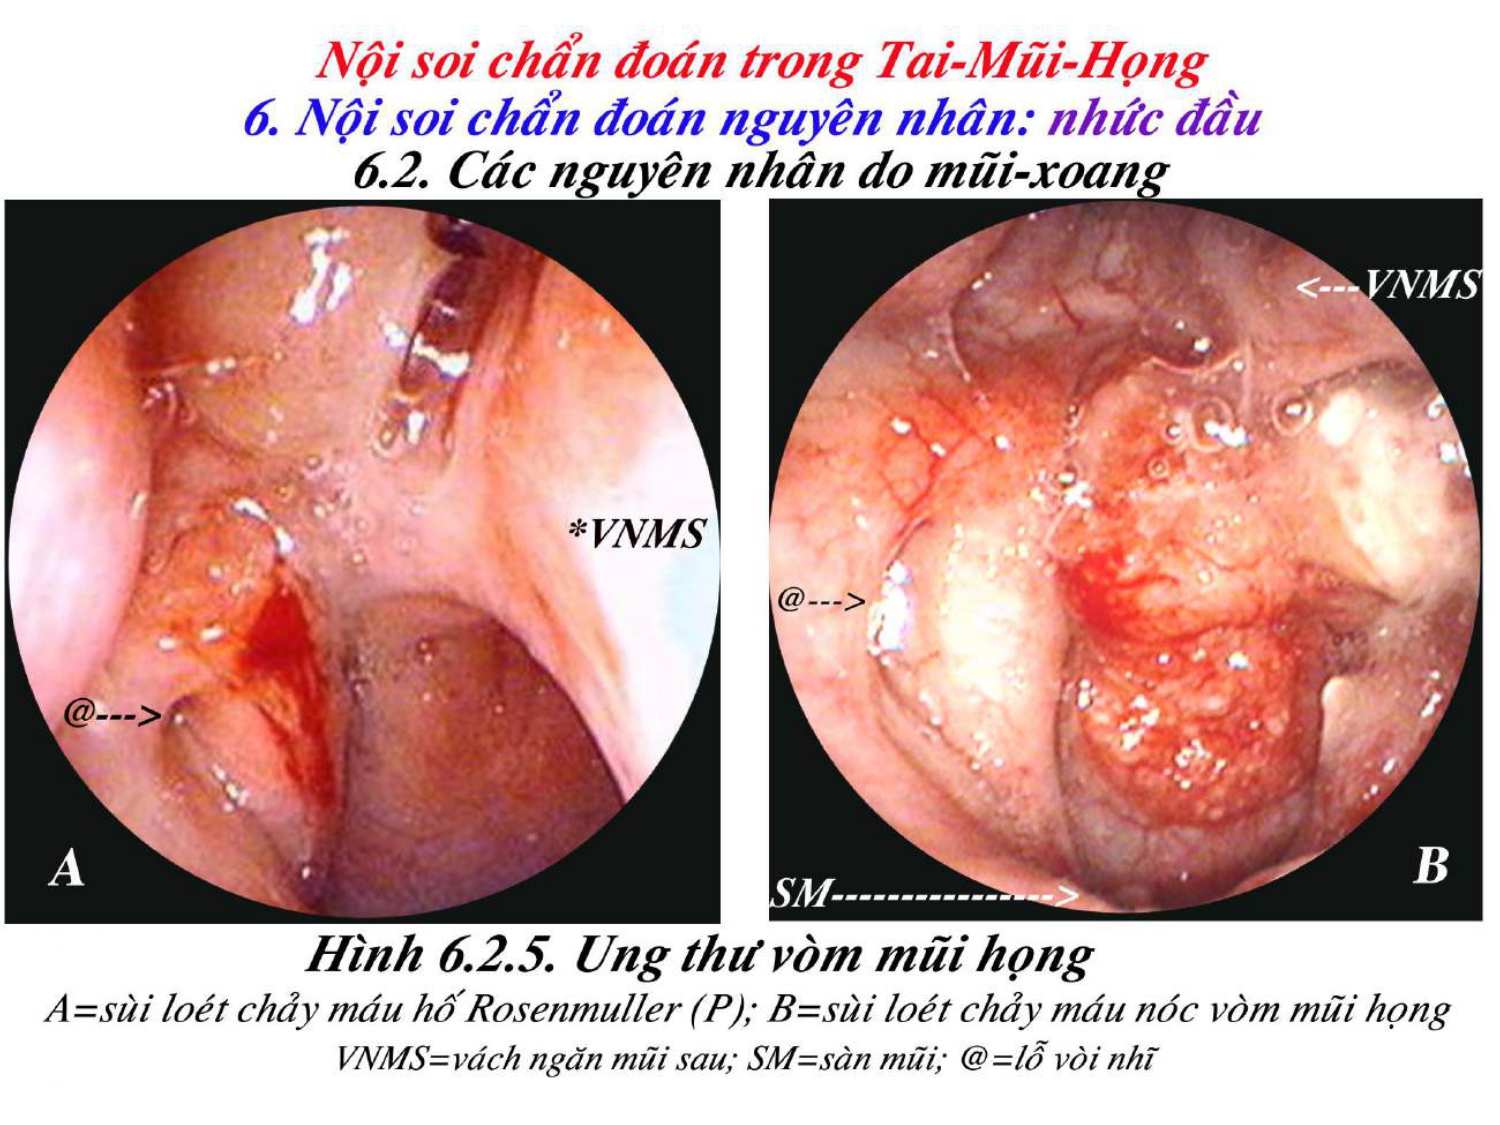 Nội soi chẩn đoán trong Tai-Mũi-Họng
6. Nội soi chẩn đoán nguyên nhân: nhức đầu
6.2. Các nguyên nhân do mũi-xoang
<---VNMS
*VNMS
@--->
@--->
A
B
SM---------------->
Hình 6.2.5. Ung thư vòm mũi họng
A=sùi loét chảy máu hố Rosenmuller (P); B=sùi loét chảy máu nóc vòm mũi họng
VNMS=vách ngăn mũi sau; SM=sàn mũi; @=lỗ vòi nhĩ